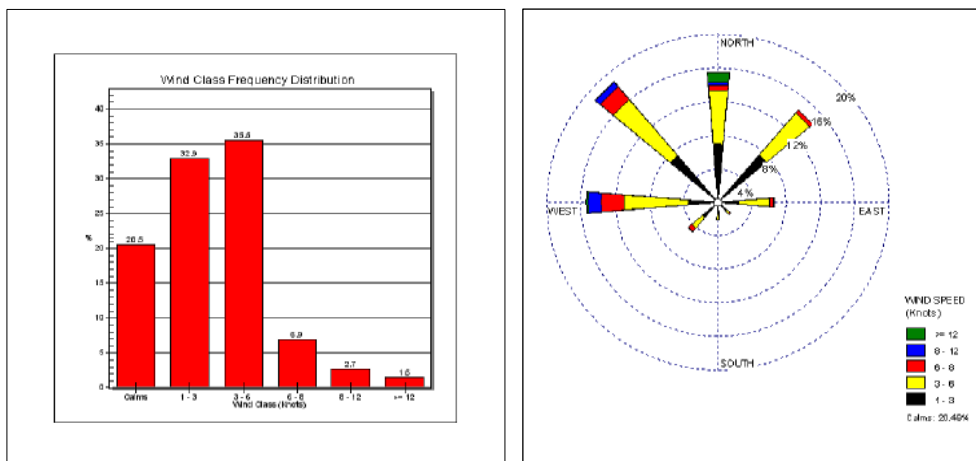 Wind Class Frequency Distribution
40
35
30
25
20
15
10
5
0
%
20.5
32.9
35.5
6.9
2.7
1.5
Calms
1 - 3
3 - 6
6 - 8
8 - 12
>= 12
Wind Class (Knots)
NORTH
20%
16%
12%
8%
4%
WEST
EAST
SOUTH
WIND SPEED
(Knots)
>= 12
8 - 12
6 - 8
3 - 6
1 - 3
Calms: 20.49%